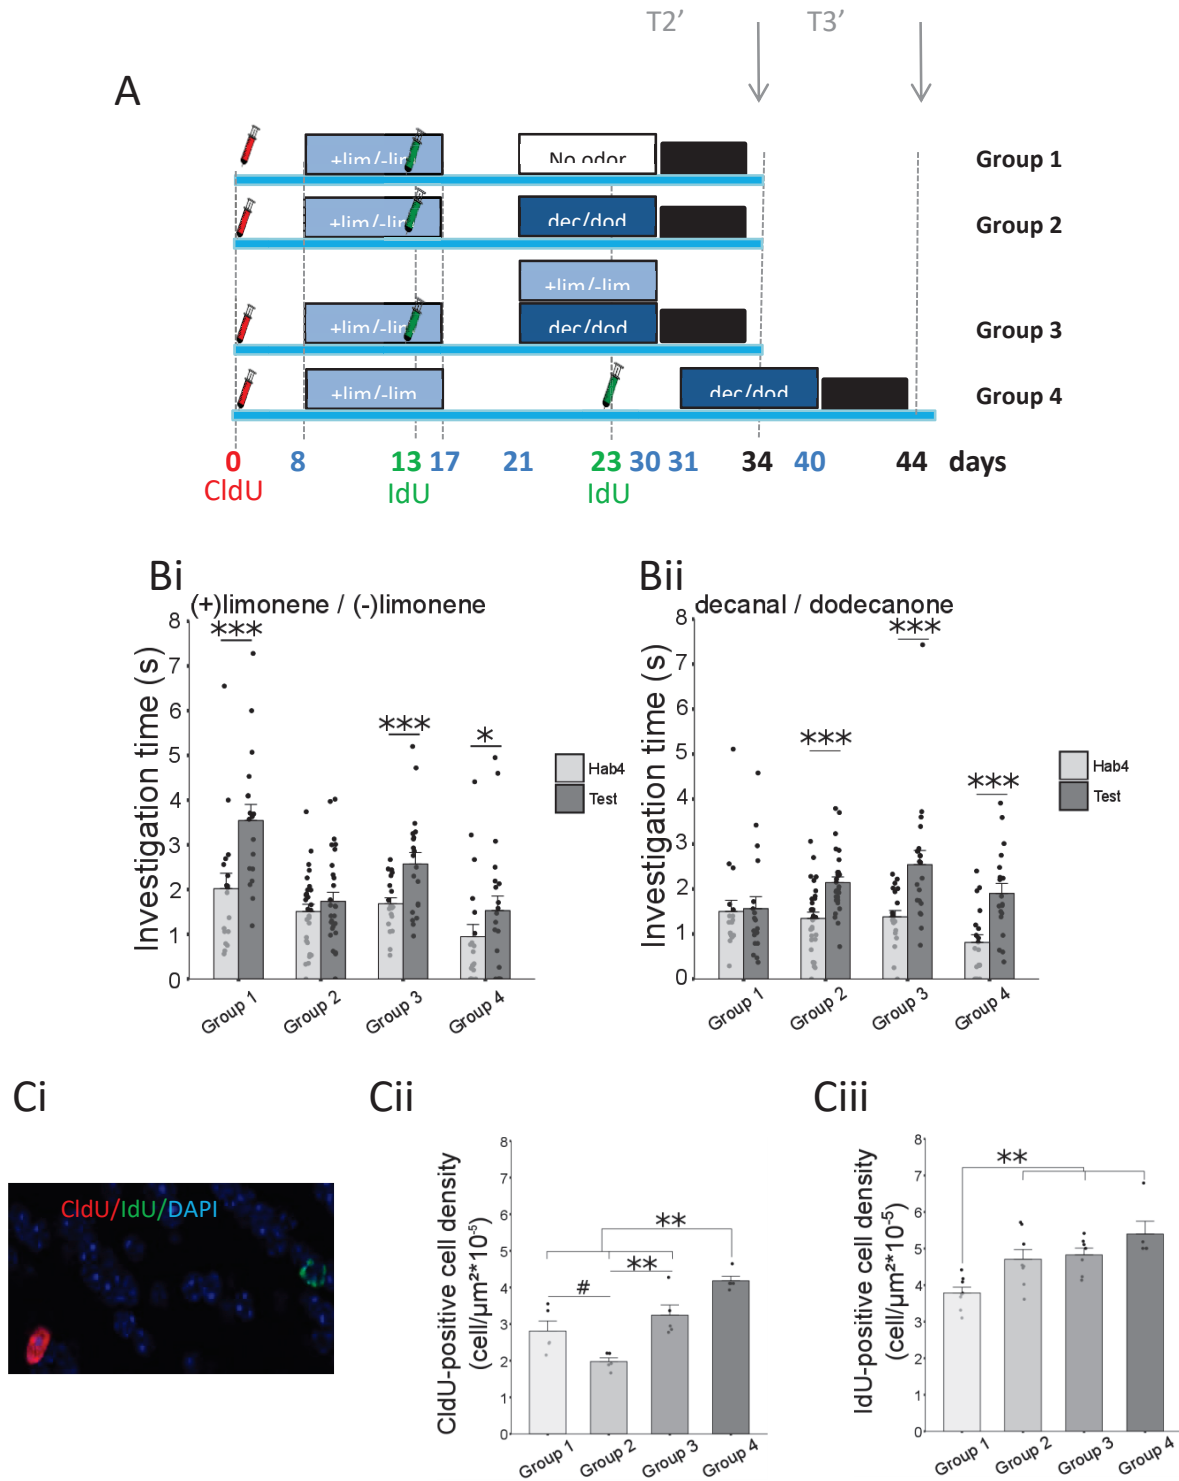 T2' T3'
A
+lim/-lim No odor Group 1
+lim/-lim dec/dod Group 2
+lim/-lim
+lim/-lim dec/dod Group 3
+lim/-lim dec/dod Group 4
0 8 13 17 21 23 30 31 34 40 44 days
CldU IdU IdU
Bi Bii
(+)limonene / (-)limonene
Investigation time (s)
8
7
6
5
4
3
2
1
0
***
***
*
Hab4
Test
Group 1 Group 2 Group 3 Group 4
decanal / dodecanone
Investigation time (s)
8
7
6
5
4
3
2
1
0
***
***
***
Hab4
Test
Group 1 Group 2 Group 3 Group 4
Ci Cii Ciii
CldU/IdU/DAPI
CldU-positive cell density
(cell/µm²*10⁻⁵)
8
7
6
5
4
3
2
1
0
**
**
#
Group 1 Group 2 Group 3 Group 4
IdU-positive cell density
(cell/µm²*10⁻⁵)
8
7
6
5
4
3
2
1
0
**
Group 1 Group 2 Group 3 Group 4